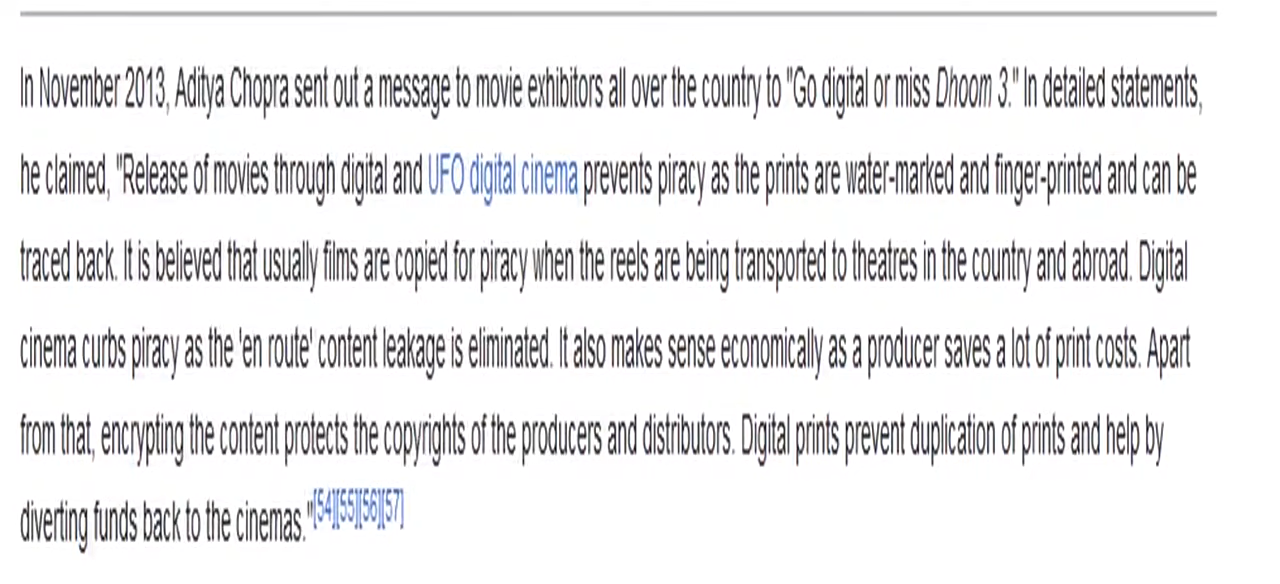 In November 2013, Aditya Chopra sent out a message to movie exhibitors all over the country to "Go digital or miss Dhoom 3." In detailed statements,
he claimed, "Release of movies through digital and UFO digital cinema prevents piracy as the prints are water-marked and finger-printed and can be
traced back. It is believed that usually films are copied for piracy when the reels are being transported to theatres in the country and abroad. Digital
cinema curbs piracy as the 'en route' content leakage is eliminated. It also makes sense economically as a producer saves a lot of print costs. Apart
from that, encrypting the content protects the copyrights of the producers and distributors. Digital prints prevent duplication of prints and help by
diverting funds back to the cinemas."[54][55][56][57]